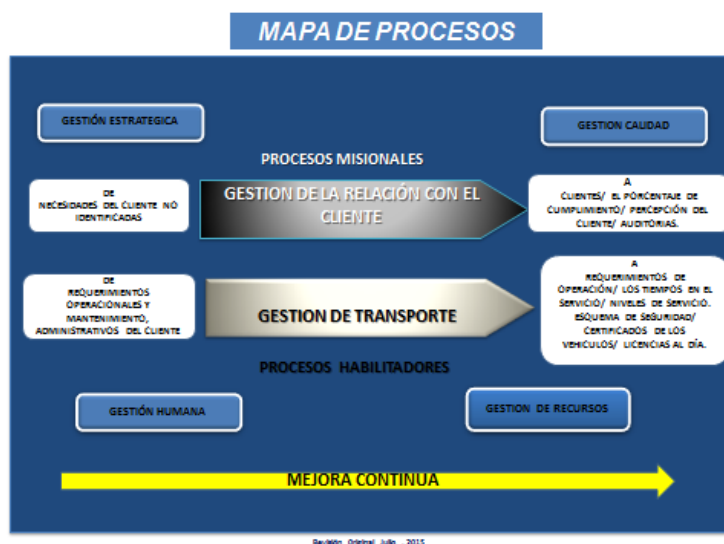 MAPA DE PROCESOS
GESTIÓN ESTRATEGICA
GESTION CALIDAD
PROCESOS MISIONALES
DE
NECESIDADES DEL CLIENTE NO
IDENTIFICADAS
GESTION DE LA RELACIÓN CON EL
CLIENTE
A
CLIENTES/ EL PORCENTAJE DE
CUMPLIMIENTO/ PERCEPCIÓN DEL
CLIENTE/ AUDITORIAS.
DE
REQUERIMIENTOS
OPERACIONALES Y
MANTENIMIENTO,
ADMINISTRATIVOS DEL CLIENTE
GESTION DE TRANSPORTE
A
REQUERIMIENTOS DE
OPERACIÓN/ LOS TIEMPOS EN EL
SERVICIO/ NIVELES DE SERVICIO.
ESQUEMA DE SEGURIDAD/
CERTIFICADOS DE LOS
VEHICULOS/ LICENCIAS AL DÍA.
PROCESOS HABILITADORES
GESTIÓN HUMANA
GESTION DE RECURSOS
MEJORA CONTINUA
Revisión Original Julio . 2015